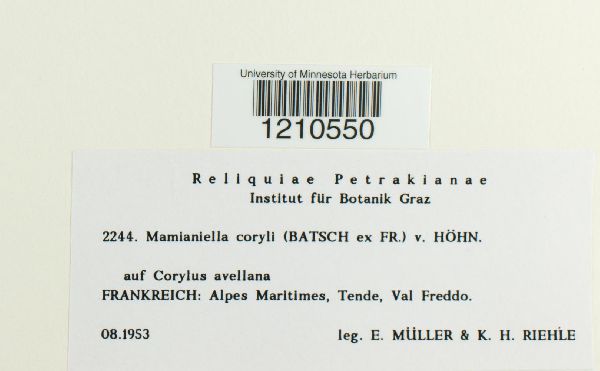 University of Minnesota Herbarium
1210550
Reliquiae Petrakianae
Institut für Botanik Graz
2244. Mamianiella coryli (BATSCH ex FR.) v. HÖHN.
auf Corylus avellana
FRANKREICH: Alpes Maritimes, Tende, Val Freddo.
08.1953 leg. E. MÜLLER & K. H. RIEHLE